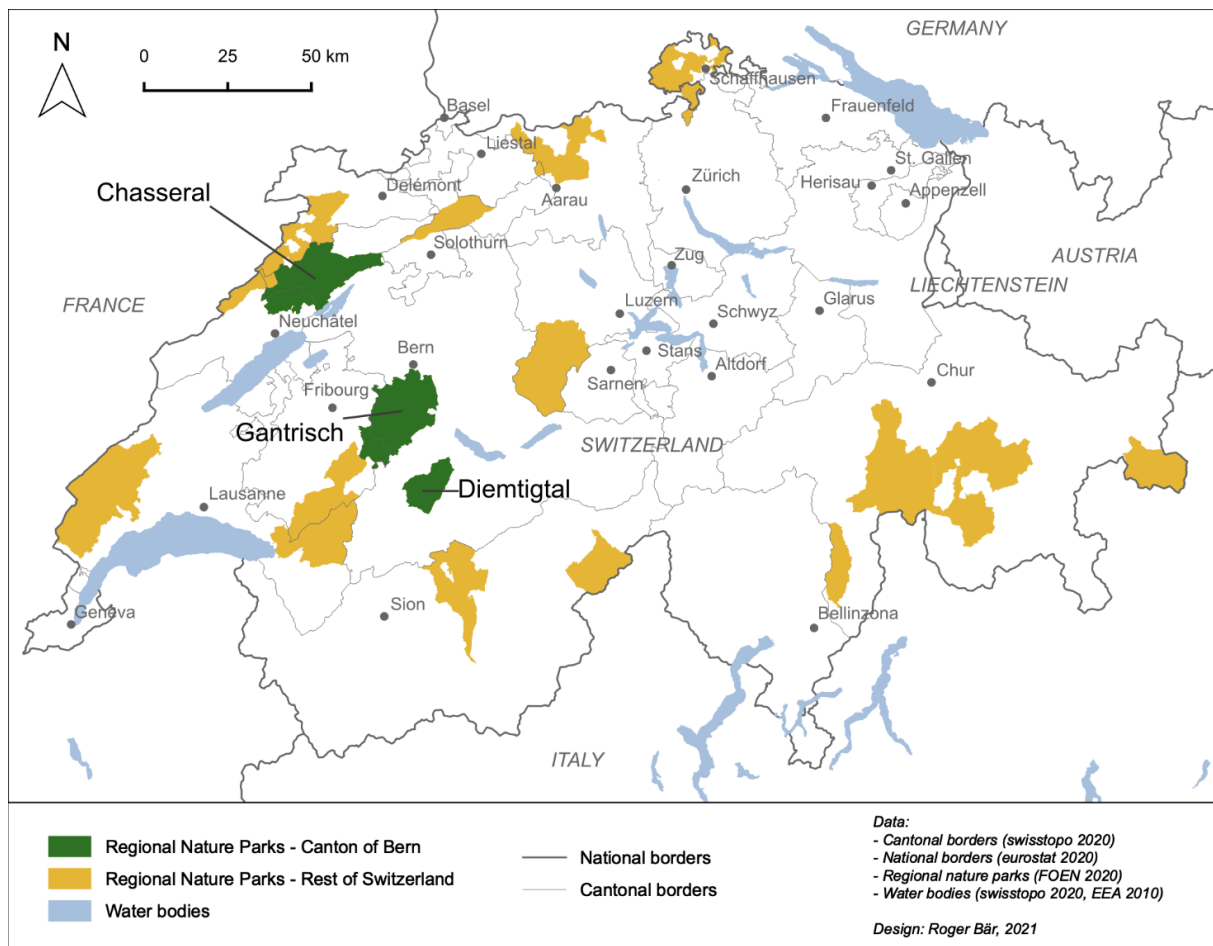 N
0 25 50 km
GERMANY
Schaffhausen
Basel
Frauenfeld
Liestal
St. Gallen
Chasseral
Delémont
Zürich
Herisau
Appenzell
Aarau
Solothurn
Zug
AUSTRIA
FRANCE
LIECHTENSTEIN
Luzern
Glarus
Neuchâtel
Schwyz
Bern
Stans
Altdorf
Sarnen
Chur
Fribourg
Gantrisch
SWITZERLAND
Diemtigtal
Lausanne
Geneva
Sion
Bellinzona
ITALY
Regional Nature Parks - Canton of Bern
Regional Nature Parks - Rest of Switzerland
Water bodies
National borders
Cantonal borders
Data:
- Cantonal borders (swisstopo 2020)
- National borders (eurostat 2020)
- Regional nature parks (FOEN 2020)
- Water bodies (swisstopo 2020, EEA 2010)
Design: Roger Bär, 2021